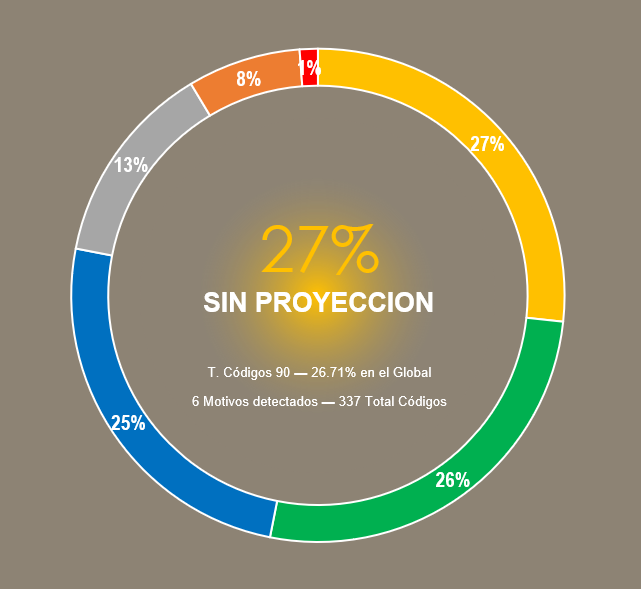 1%
8%
27%
13%
27%
SIN PROYECCION
T. Códigos 90 — 26.71% en el Global
6 Motivos detectados — 337 Total Códigos
25%
26%